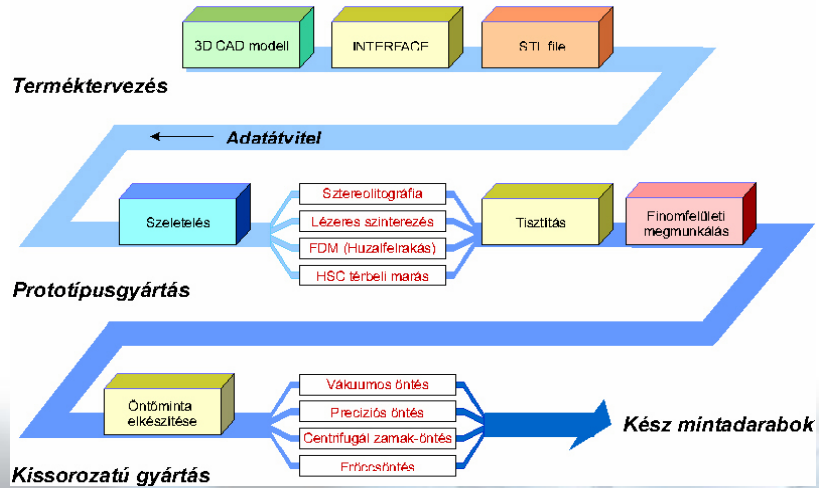 3D CAD modell
INTERFACE
STL file
Terméktervezés
Adatátvitel
Szeletelés
Sztereolitográfia
Lézeres szinterezés
FDM (Huzalfelrakás)
HSC térbeli marás
Tisztítás
Finomfelületi
megmunkálás
Prototípusgyártás
Öntőminta
elkészítése
Vákuumos öntés
Precíziós öntés
Centrifugál zamak-öntés
Fröccsöntés
Kész mintadarabok
Kissorozatú gyártás